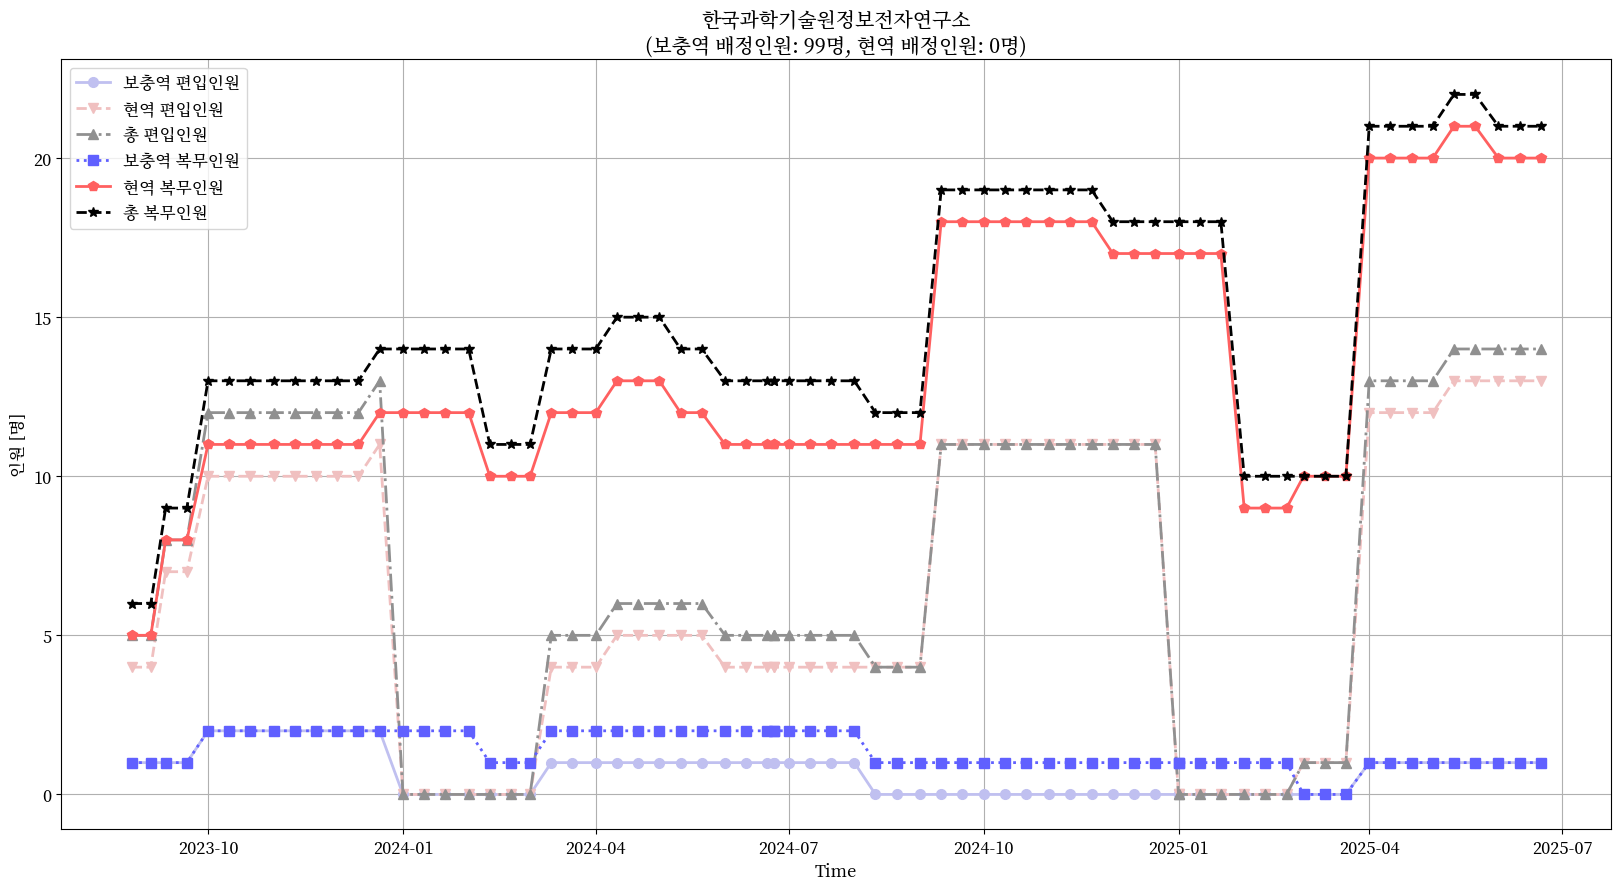 한국과학기술원정보전자연구소
(보충역 배정인원: 99명, 현역 배정인원: 0명)
보충역 편입인원
현역 편입인원
총 편입인원
보충역 복무인원
현역 복무인원
총 복무인원
인원 [명]
20
15
10
5
0
2023-10
2024-01
2024-04
2024-07
2024-10
2025-01
2025-04
2025-07
Time